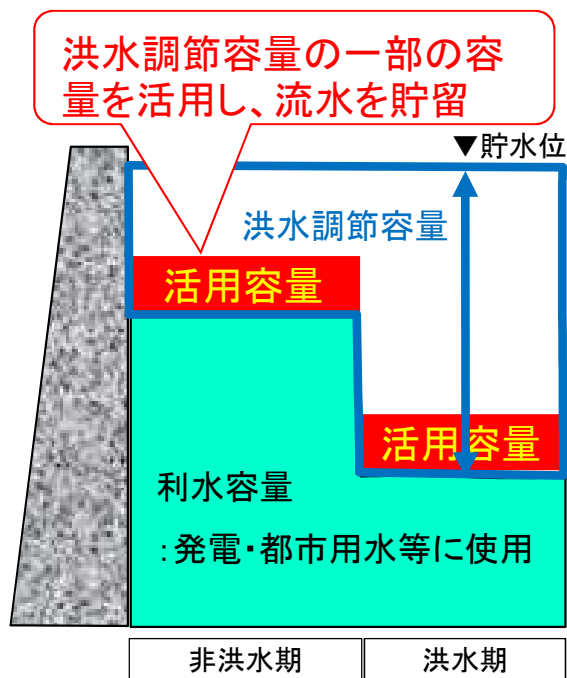 洪水調節容量の一部の容
量を活用し、流水を貯留
▼貯水位
洪水調節容量
活用容量
活用容量
利水容量
:発電・都市用水等に使用
非洪水期
洪水期